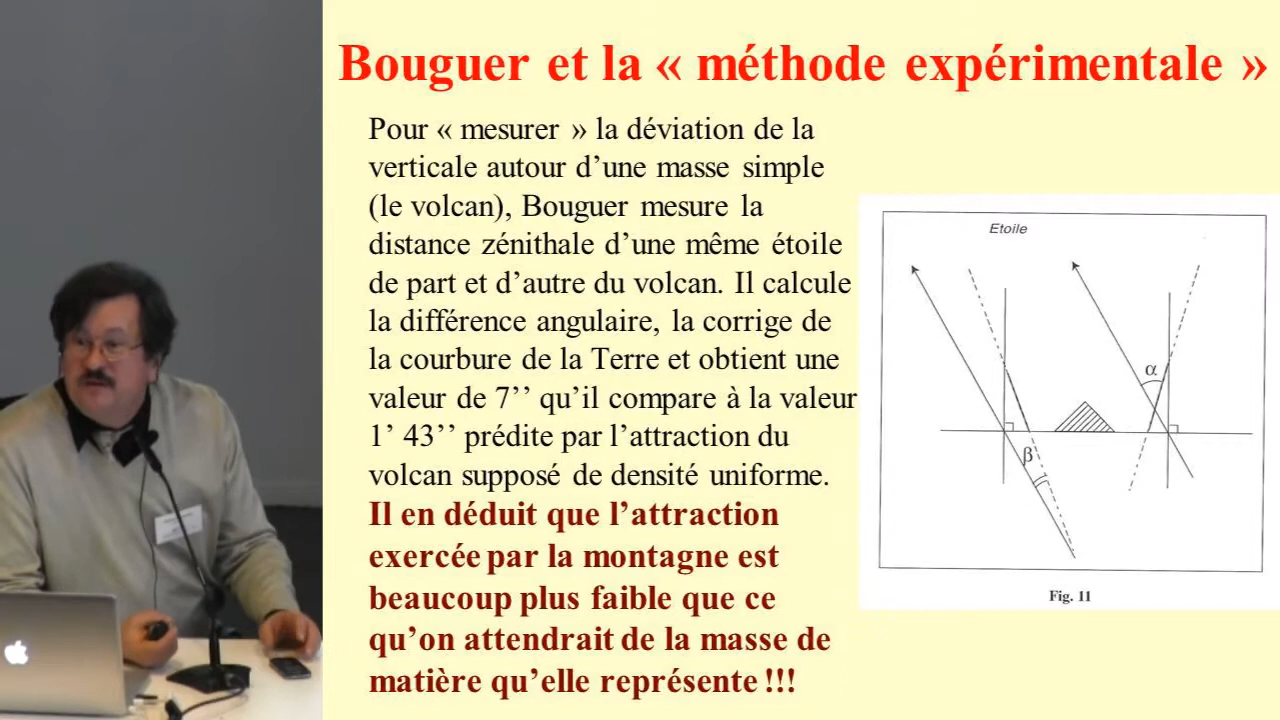 Bouguer et la « méthode expérimentale »
Pour « mesurer » la déviation de la
verticale autour d’une masse simple
(le volcan), Bouguer mesure la
distance zénithale d’une même étoile
de part et d’autre du volcan. Il calcule
la différence angulaire, la corrige de
la courbure de la Terre et obtient une
valeur de 7’’ qu’il compare à la valeur
1’ 43’’ prédite par l’attraction du
volcan supposé de densité uniforme.
Il en déduit que l’attraction
exercée par la montagne est
beaucoup plus faible que ce
qu’on attendrait de la masse de
matière qu’elle représente !!!
Etoile
α
β
Fig. 11